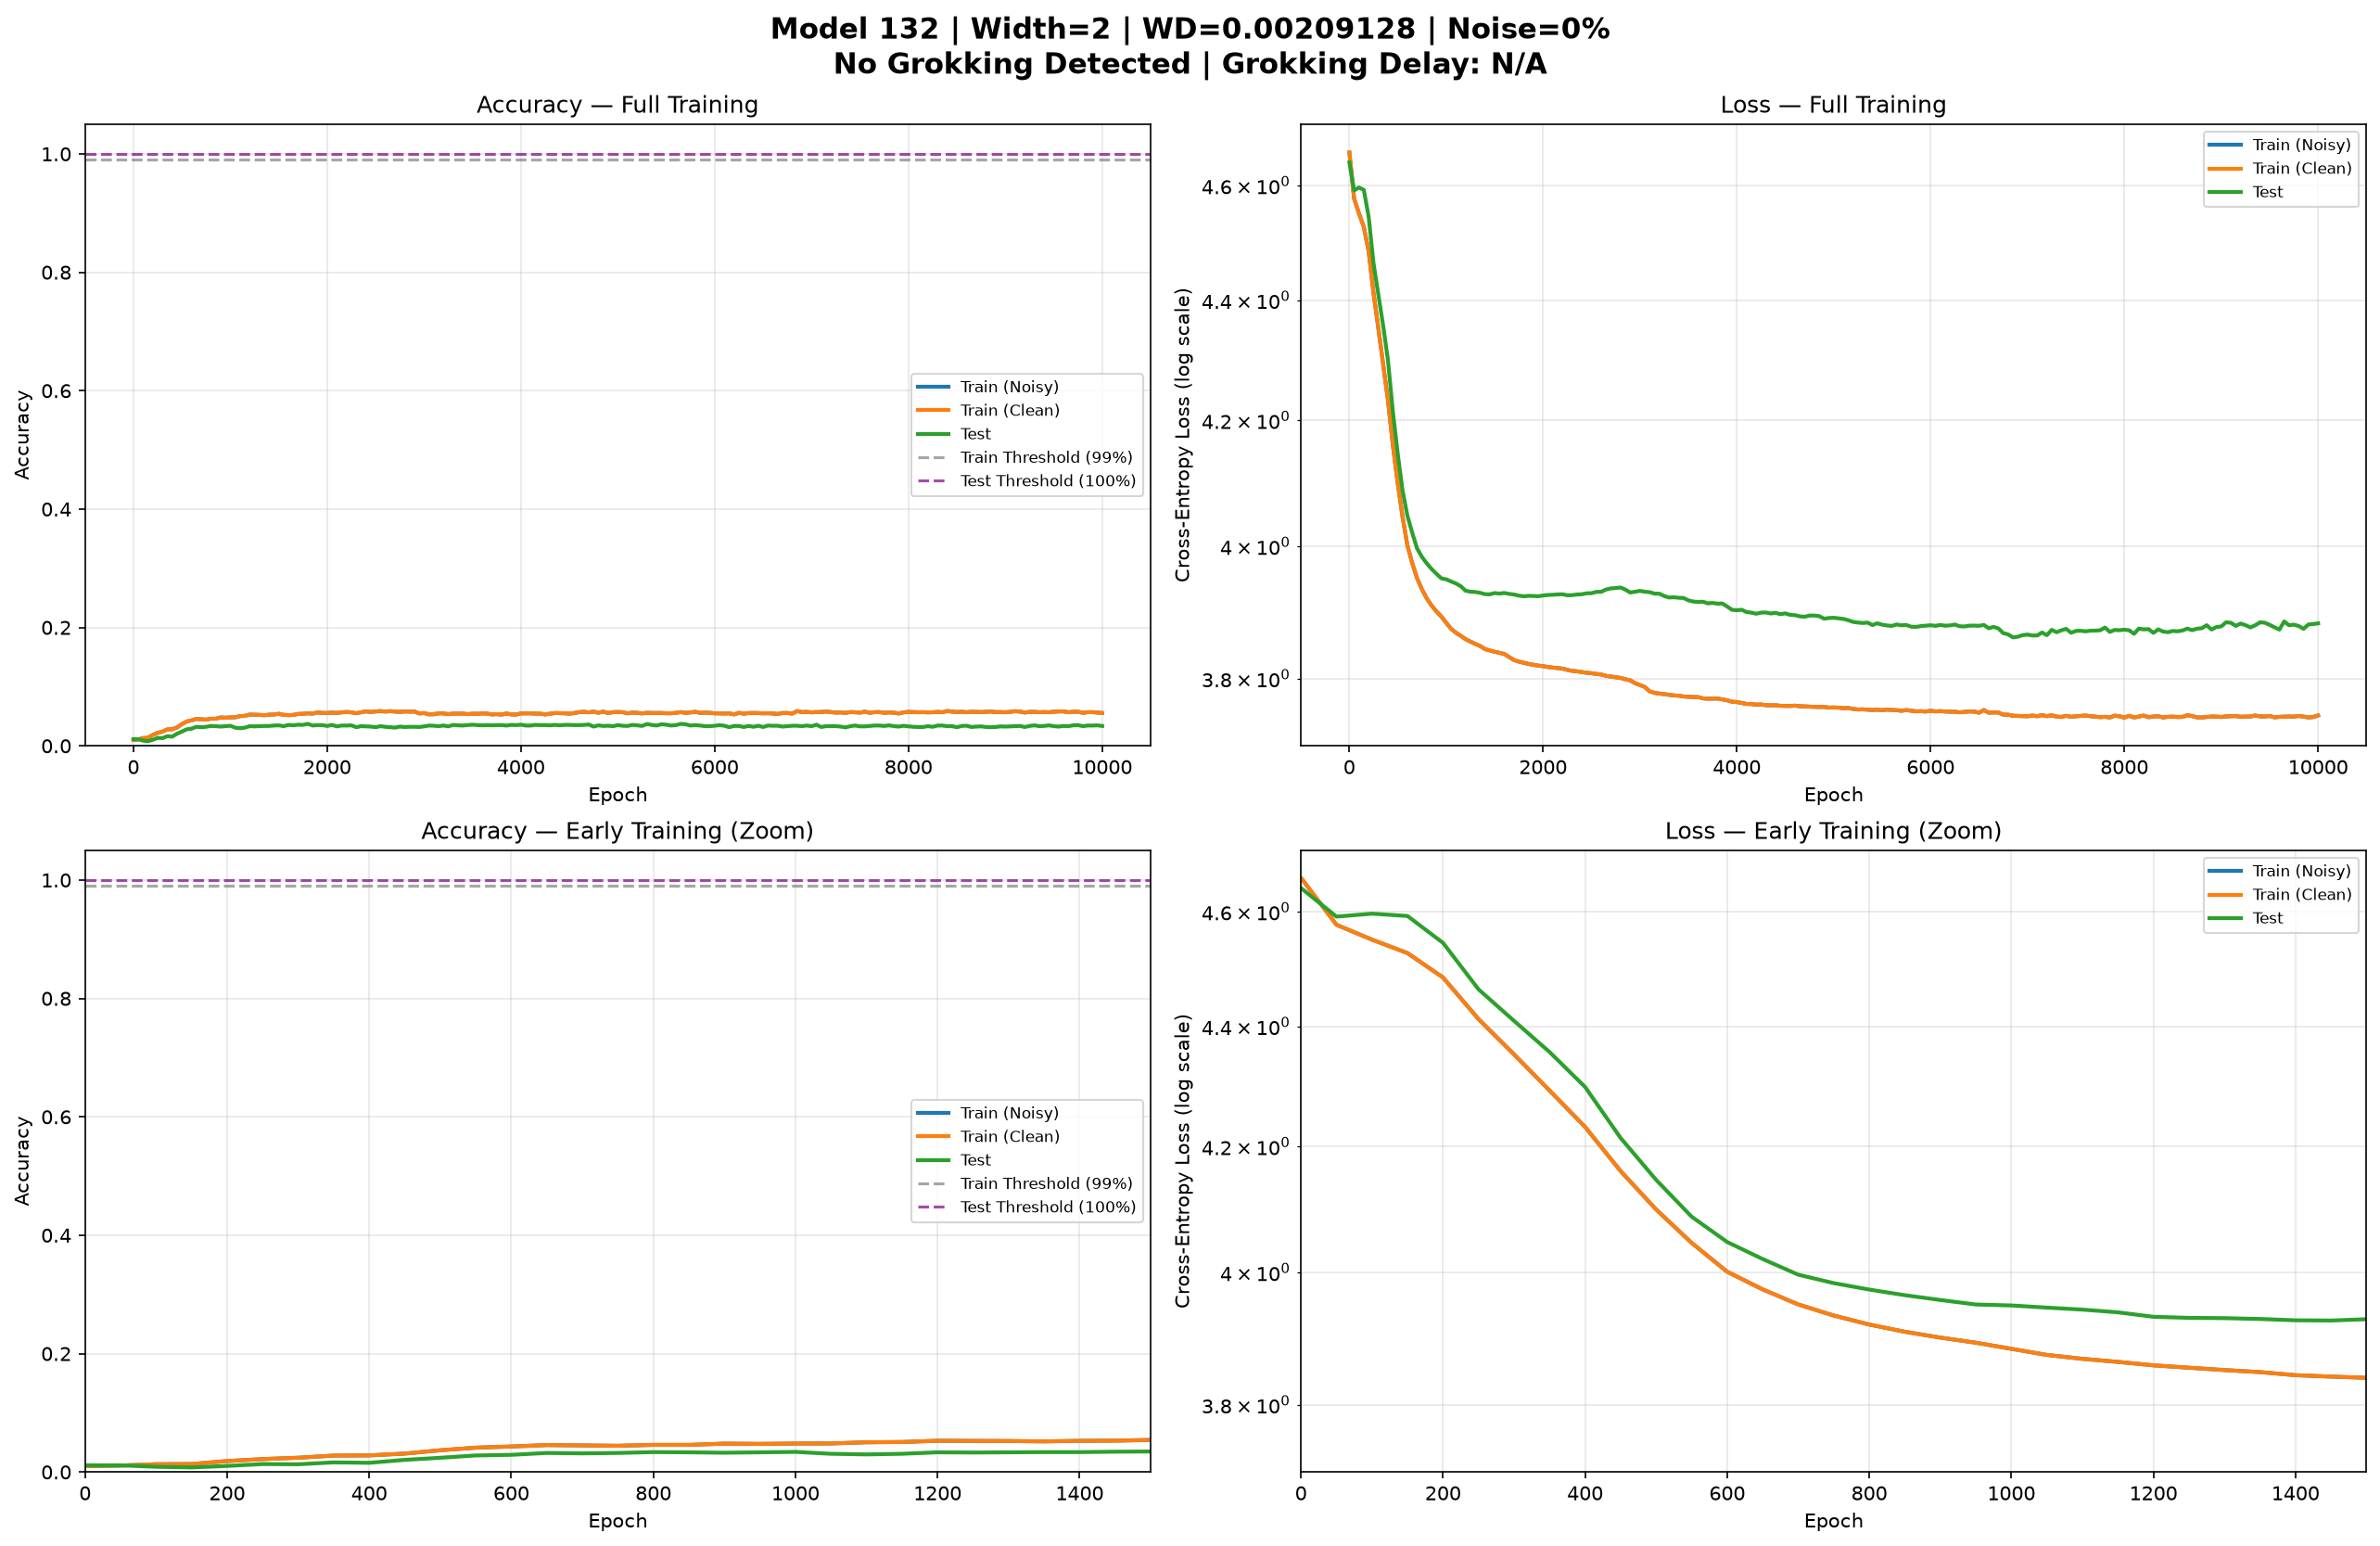 Model 132 | Width=2 | WD=0.00209128 | Noise=0%
No Grokking Detected | Grokking Delay: N/A
Accuracy — Full Training
1.0
0.8
0.6
0.4
0.2
0.0
Accuracy
Train (Noisy)
Train (Clean)
Test
Train Threshold (99%)
Test Threshold (100%)
0 2000 4000 6000 8000 10000
Epoch
Loss — Full Training
4.6 × 10⁰
4.4 × 10⁰
4.2 × 10⁰
4 × 10⁰
3.8 × 10⁰
Cross-Entropy Loss (log scale)
Train (Noisy)
Train (Clean)
Test
0 2000 4000 6000 8000 10000
Epoch
Accuracy — Early Training (Zoom)
1.0
0.8
0.6
0.4
0.2
0.0
Accuracy
Train (Noisy)
Train (Clean)
Test
Train Threshold (99%)
Test Threshold (100%)
0 200 400 600 800 1000 1200 1400
Epoch
Loss — Early Training (Zoom)
4.6 × 10⁰
4.4 × 10⁰
4.2 × 10⁰
4 × 10⁰
3.8 × 10⁰
Cross-Entropy Loss (log scale)
Train (Noisy)
Train (Clean)
Test
0 200 400 600 800 1000 1200 1400
Epoch